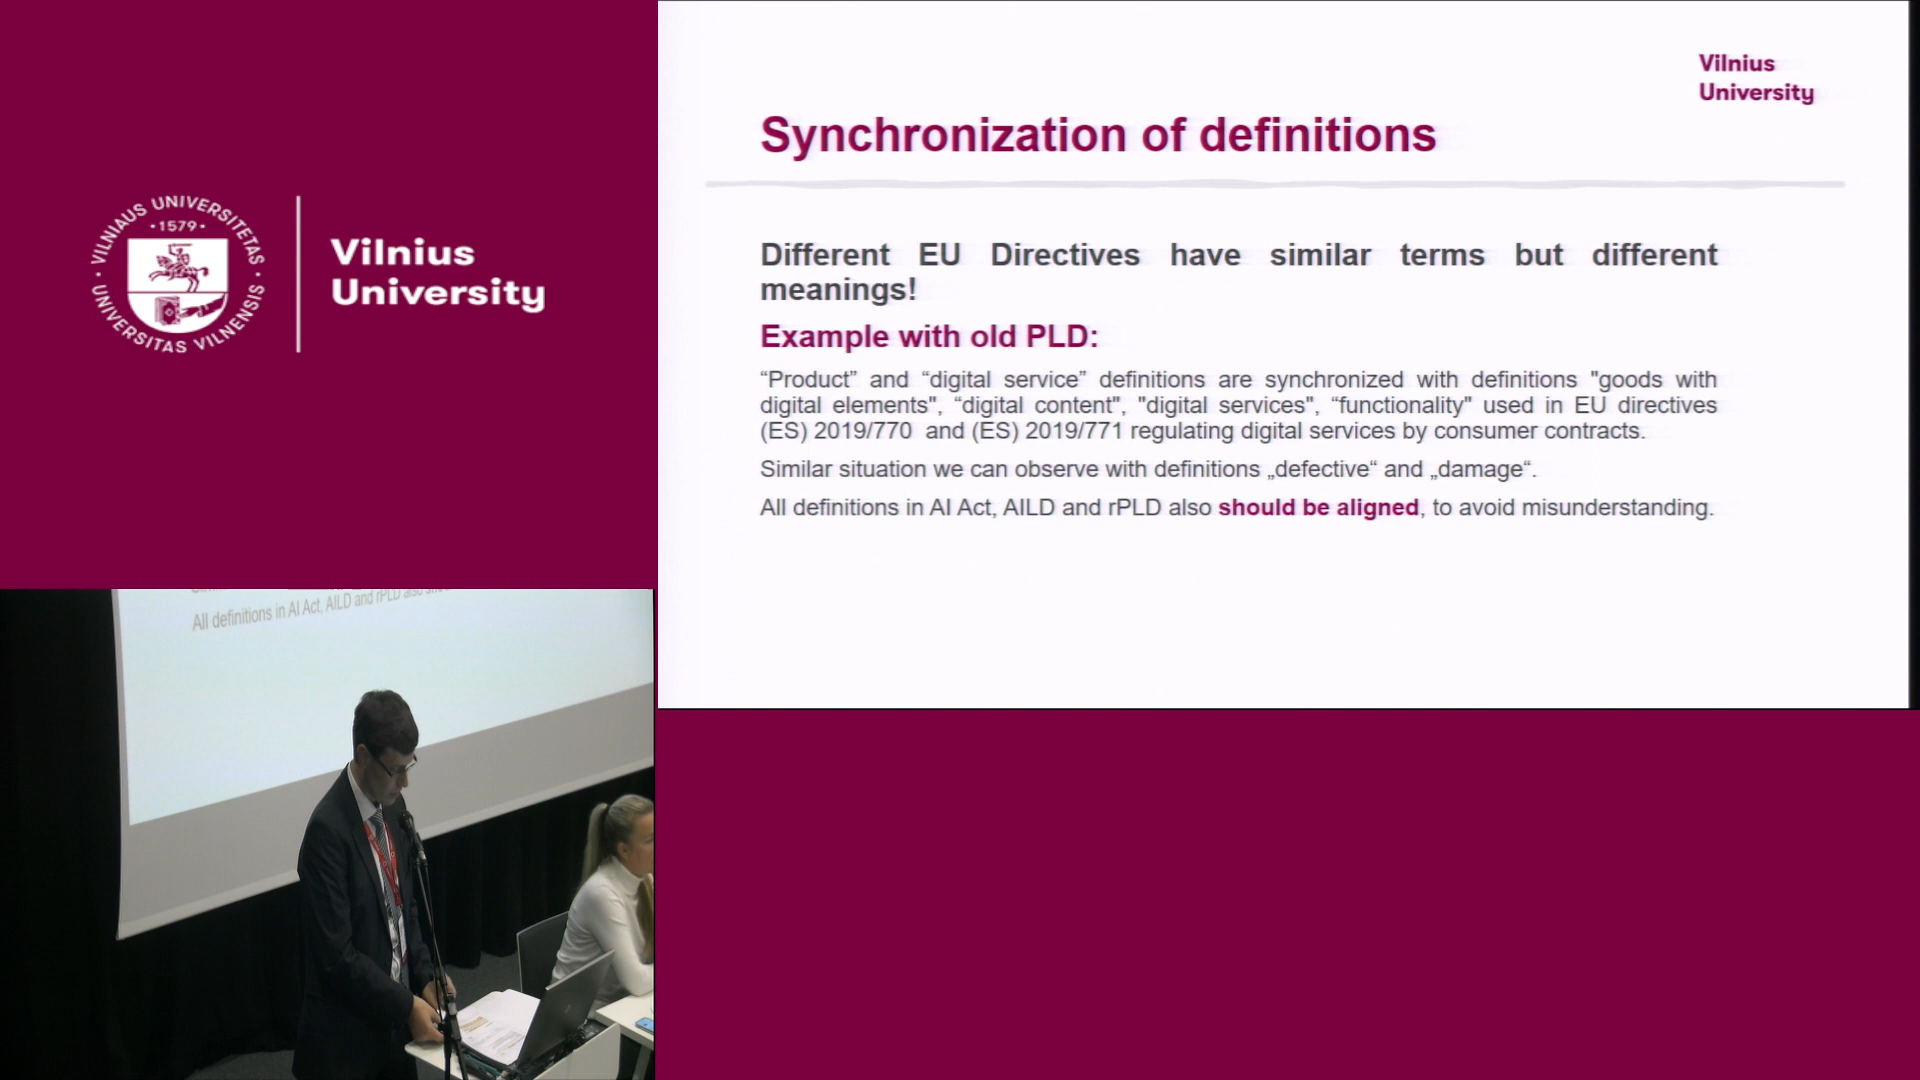 VILNIAUS UNIVERSITETAS
•1579•
UNIVERSITAS VILNENSIS
Vilnius
University
Vilnius
University
Synchronization of definitions
Different EU Directives have similar terms but different
meanings!
Example with old PLD:
“Product” and “digital service” definitions are synchronized with definitions "goods with
digital elements", “digital content", "digital services", “functionality" used in EU directives
(ES) 2019/770 and (ES) 2019/771 regulating digital services by consumer contracts.
Similar situation we can observe with definitions „defective“ and „damage“.
All definitions in AI Act, AILD and rPLD also should be aligned, to avoid misunderstanding.
All definitions in AI Act, AILD and rPLD also